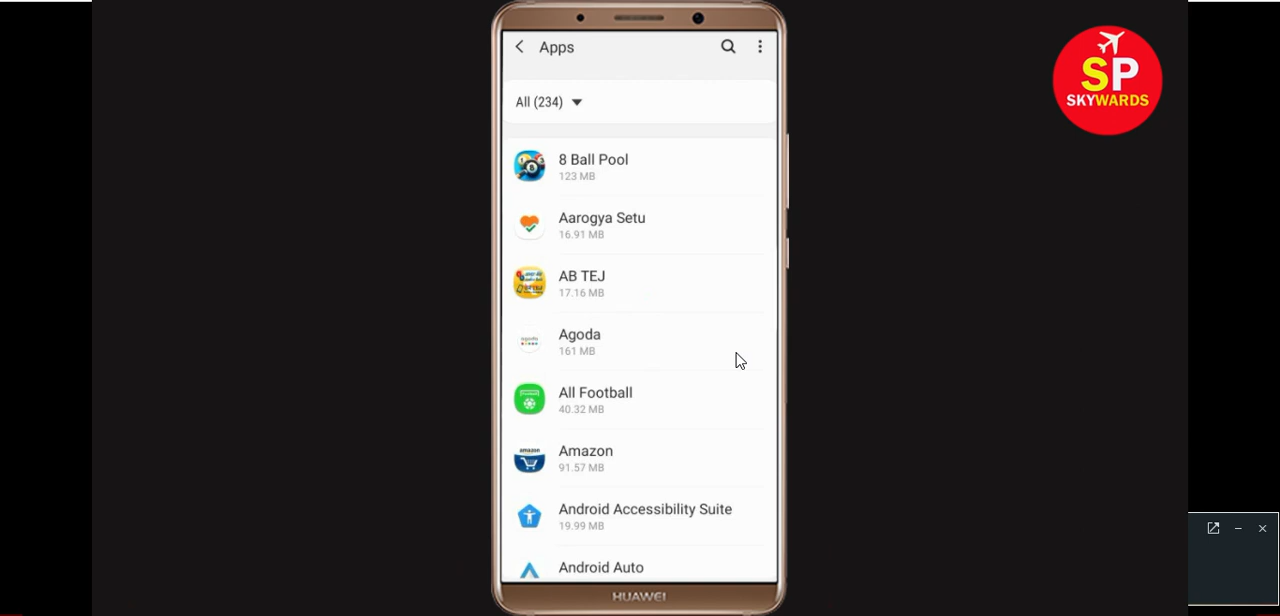 Apps
All (234)
8 Ball Pool
123 MB
Aarogya Setu
16.91 MB
AB TEJ
17.16 MB
Agoda
161 MB
All Football
40.32 MB
amazon
Amazon
91.57 MB
Android Accessibility Suite
19.99 MB
Android Auto
HUAWEI
SP
SKYWARDS